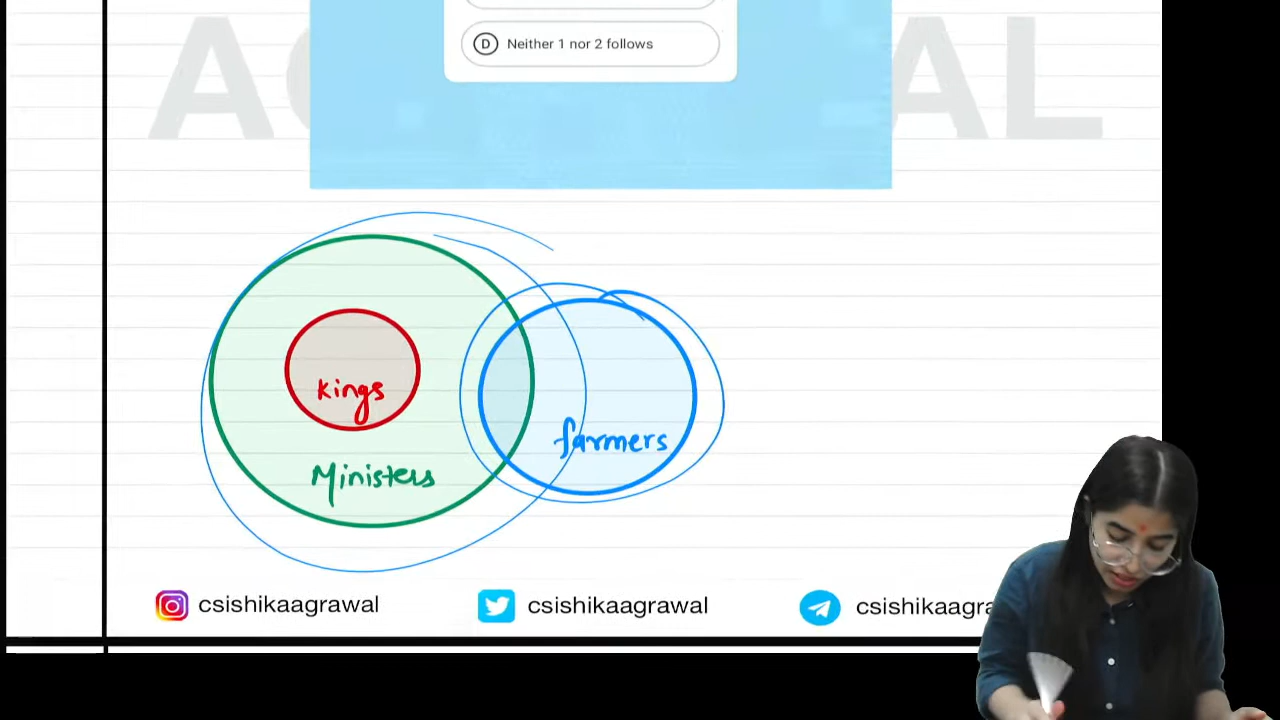 D Neither 1 nor 2 follows
Kings
farmers
Ministers
csishikaagrawal csishikaagrawal